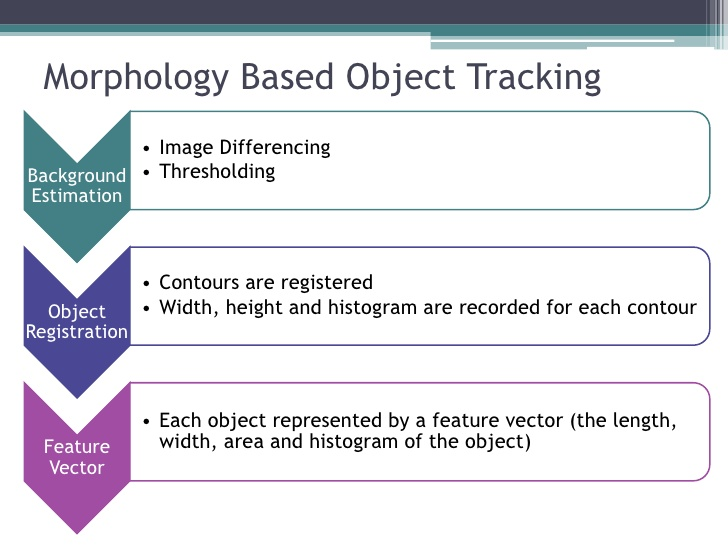 Morphology Based Object Tracking
Background
Estimation
• Image Differencing
• Thresholding
Object
Registration
• Contours are registered
• Width, height and histogram are recorded for each contour
Feature
Vector
• Each object represented by a feature vector (the length,
width, area and histogram of the object)